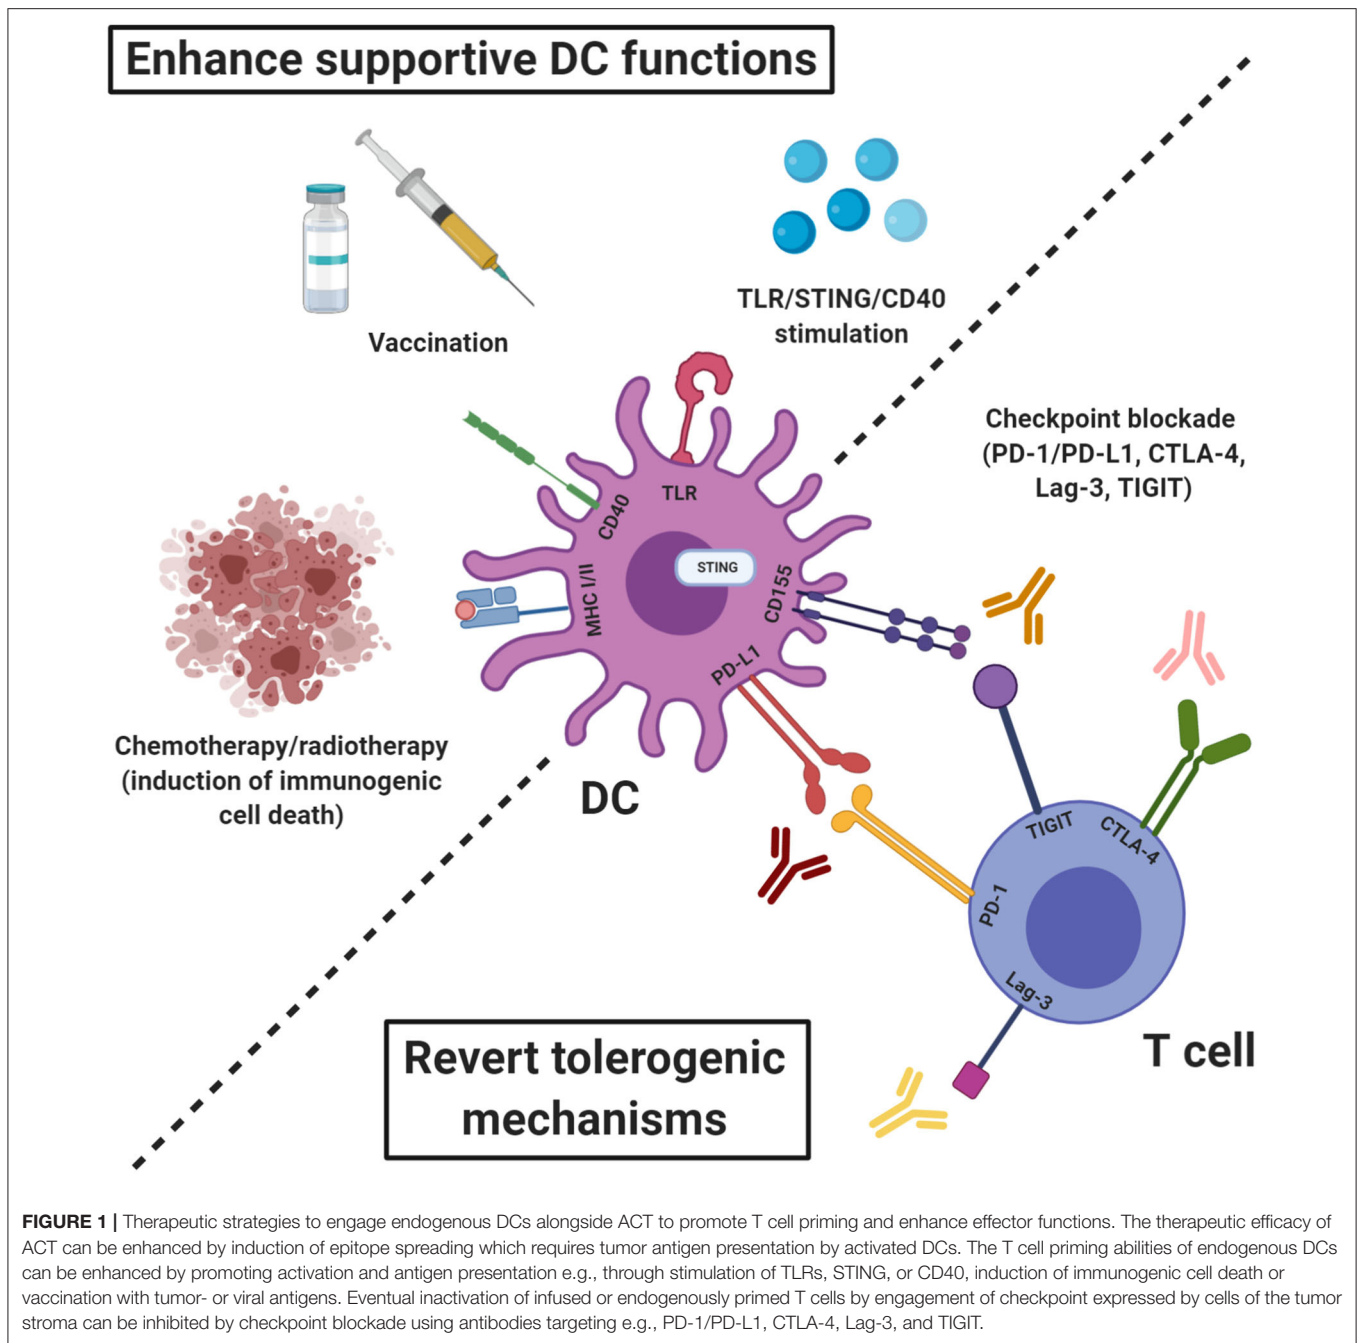 Enhance supportive DC functions
Vaccination
TLR/STING/CD40
stimulation
Checkpoint blockade
(PD-1/PD-L1, CTLA-4,
Lag-3, TIGIT)
TLR
CD40
STING
MHC I/II
CD155
PD-L1
Chemotherapy/radiotherapy
(induction of immunogenic
cell death)
DC
TIGIT
CTLA-4
PD-1
Lag-3
T cell
Revert tolerogenic
mechanisms
FIGURE 1 | Therapeutic strategies to engage endogenous DCs alongside ACT to promote T cell priming and enhance effector functions. The therapeutic efficacy of
ACT can be enhanced by induction of epitope spreading which requires tumor antigen presentation by activated DCs. The T cell priming abilities of endogenous DCs
can be enhanced by promoting activation and antigen presentation e.g., through stimulation of TLRs, STING, or CD40, induction of immunogenic cell death or
vaccination with tumor- or viral antigens. Eventual inactivation of infused or endogenously primed T cells by engagement of checkpoint expressed by cells of the tumor
stroma can be inhibited by checkpoint blockade using antibodies targeting e.g., PD-1/PD-L1, CTLA-4, Lag-3, and TIGIT.